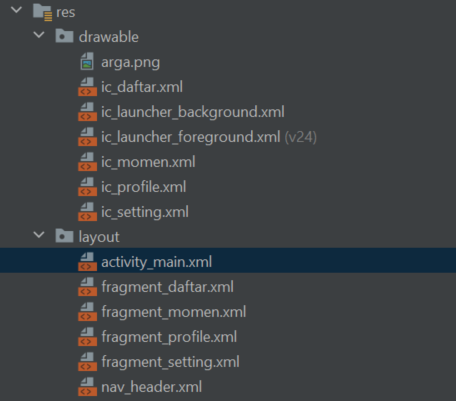 res
drawable
arga.png
ic_daftar.xml
ic_launcher_background.xml
ic_launcher_foreground.xml (v24)
ic_momen.xml
ic_profile.xml
ic_setting.xml
layout
activity_main.xml
fragment_daftar.xml
fragment_momen.xml
fragment_profile.xml
fragment_setting.xml
nav_header.xml